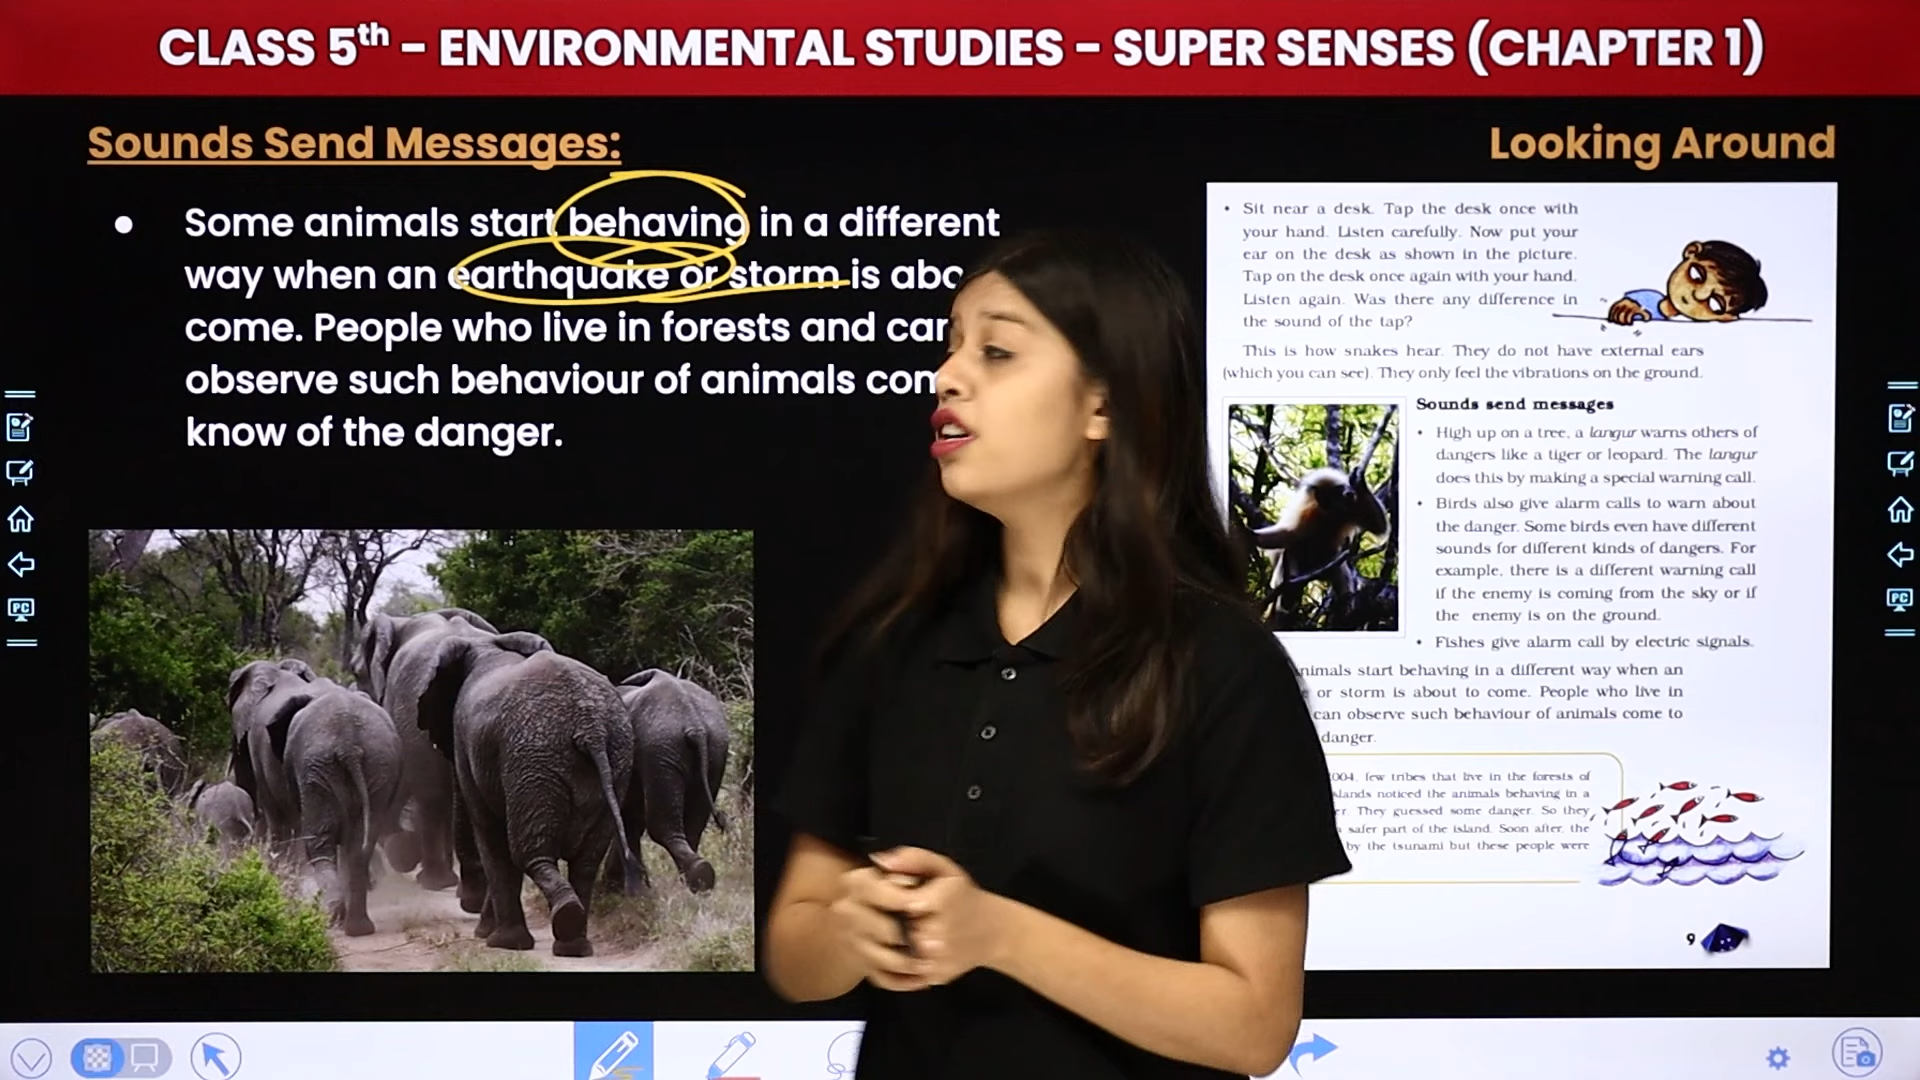 CLASS 5th – ENVIRONMENTAL STUDIES – SUPER SENSES (CHAPTER 1)
Sounds Send Messages:
● Some animals start behaving in a different
way when an earthquake or storm is abo
come. People who live in forests and can
observe such behaviour of animals com
know of the danger.
Looking Around
• Sit near a desk. Tap the desk once with
your hand. Listen carefully. Now put your
ear on the desk as shown in the picture.
Tap on the desk once again with your hand.
Listen again. Was there any difference in
the sound of the tap?
This is how snakes hear. They do not have external ears
(which you can see). They only feel the vibrations on the ground.
Sounds send messages
• High up on a tree, a langur warns others of
dangers like a tiger or leopard. The langur
does this by making a special warning call.
• Birds also give alarm calls to warn about
the danger. Some birds even have different
sounds for different kinds of dangers. For
example, there is a different warning call
if the enemy is coming from the sky or if
the enemy is on the ground.
• Fishes give alarm call by electric signals.
nimals start behaving in a different way when an
or storm is about to come. People who live in
can observe such behaviour of animals come to
danger.
004, few tribes that live in the forests of
slands noticed the animals behaving in a
er. They guessed some danger. So they
safer part of the island. Soon after, the
by the tsunami but these people were
9
PC
PC